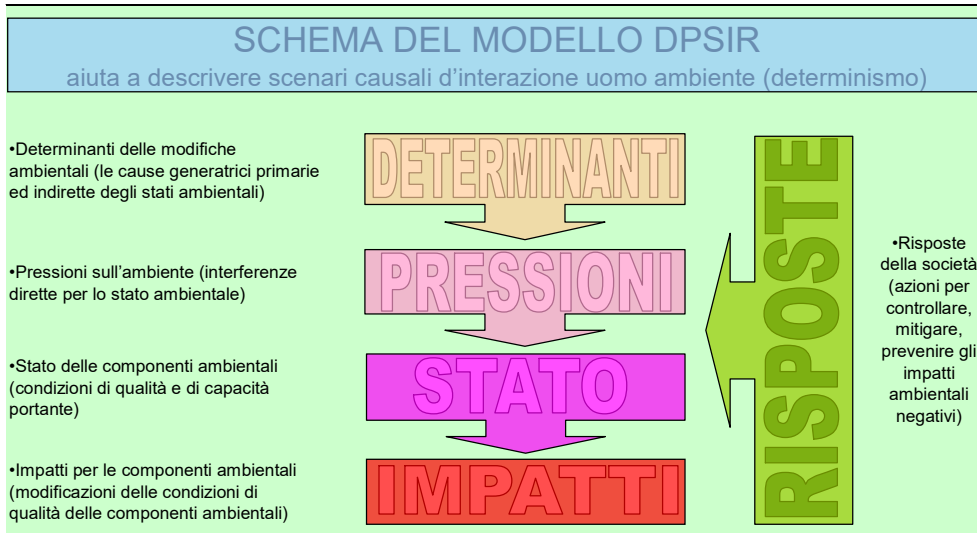 SCHEMA DEL MODELLO DPSIR
aiuta a descrivere scenari causali d’interazione uomo ambiente (determinismo)
•Determinanti delle modifiche
ambientali (le cause generatrici primarie
ed indirette degli stati ambientali)
DETERMINANTI
•Pressioni sull’ambiente (interferenze
dirette per lo stato ambientale)
PRESSIONI
•Stato delle componenti ambientali
(condizioni di qualità e di capacità
portante)
STATO
•Impatti per le componenti ambientali
(modificazioni delle condizioni di
qualità delle componenti ambientali)
IMPATTI
RISPOSTE
•Risposte
della società
(azioni per
controllare,
mitigare,
prevenire gli
impatti
ambientali
negativi)